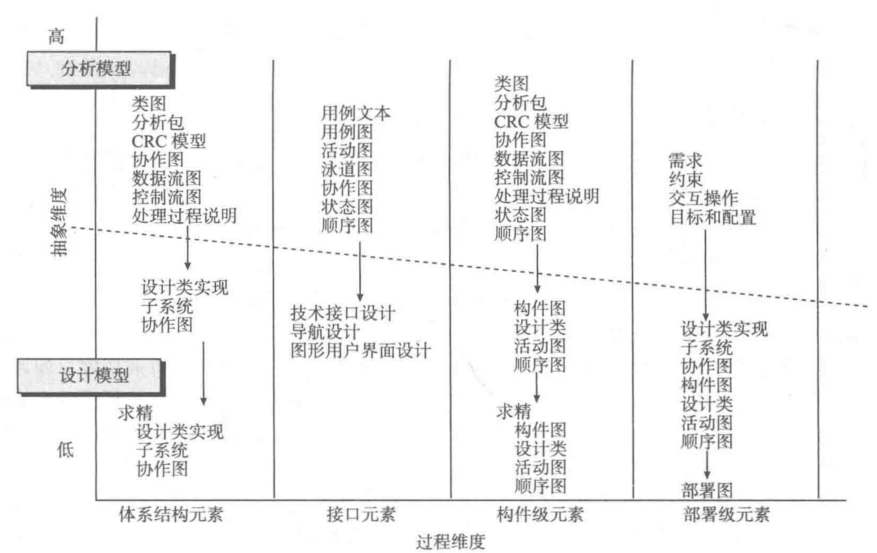 高
分析模型
抽象维度
设计模型
低
类图
分析包
CRC 模型
协作图
数据流图
控制流图
处理过程说明
设计类实现
子系统
协作图
求精
设计类实现
子系统
协作图
体系结构元素
用例文本
用例图
活动图
泳道图
协作图
状态图
顺序图
技术接口设计
导航设计
图形用户界面设计
接口元素
类图
分析包
CRC 模型
协作图
数据流图
控制流图
处理过程说明
状态图
顺序图
构件图
设计类
活动图
顺序图
求精
构件图
设计类
活动图
顺序图
构件级元素
需求
约束
交互操作
目标和配置
设计类实现
子系统
协作图
构件图
设计类
活动图
顺序图
部署图
部署级元素
过程维度